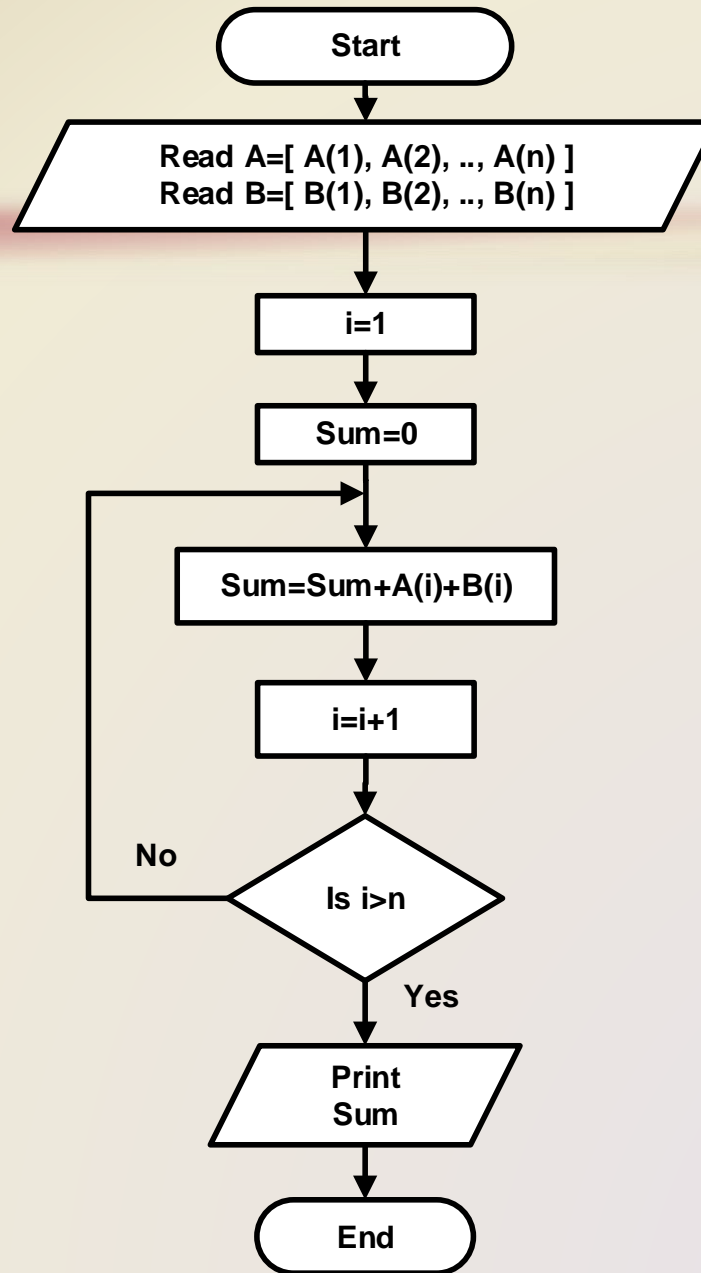 Start
Read A=[ A(1), A(2), .., A(n) ]
Read B=[ B(1), B(2), .., B(n) ]
i=1
Sum=0
Sum=Sum+A(i)+B(i)
i=i+1
No
Is i>n
Yes
Print
Sum
End